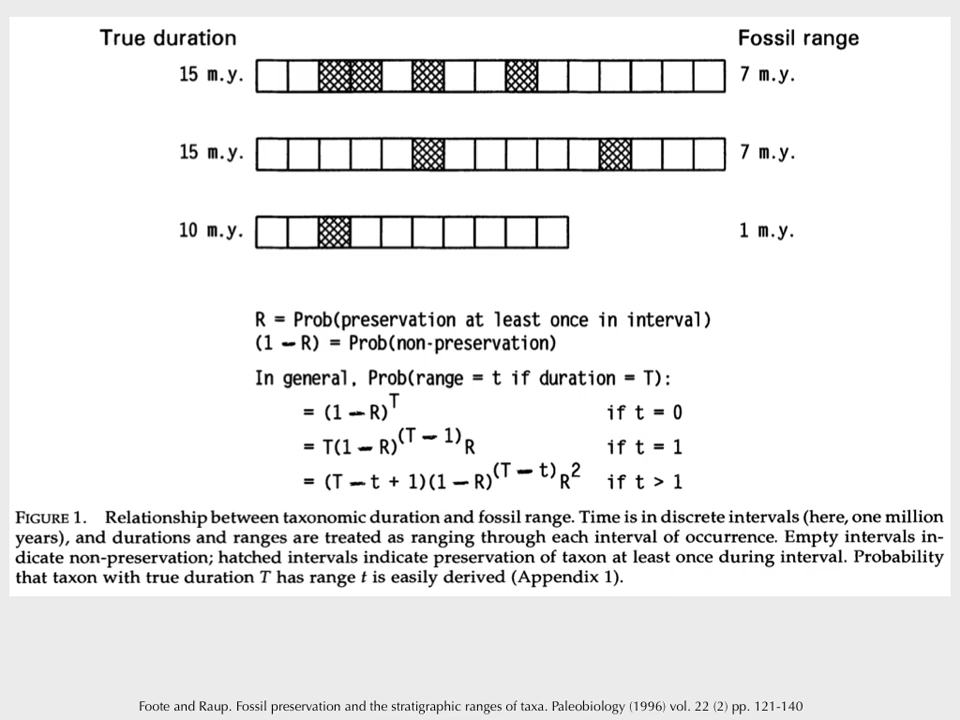 True duration Fossil range
15 m.y. 7 m.y.
15 m.y. 7 m.y.
10 m.y. 1 m.y.
R = Prob(preservation at least once in interval)
(1 – R) = Prob(non-preservation)
In general, Prob(range = t if duration = T):
= (1 – R)^T if t = 0
= T(1 – R)^(T – 1) R if t = 1
= (T – t + 1)(1 – R)^(T – t) R^2 if t > 1
FIGURE 1. Relationship between taxonomic duration and fossil range. Time is in discrete intervals (here, one million
years), and durations and ranges are treated as ranging through each interval of occurrence. Empty intervals in-
dicate non-preservation; hatched intervals indicate preservation of taxon at least once during interval. Probability
that taxon with true duration T has range t is easily derived (Appendix 1).
Foote and Raup. Fossil preservation and the stratigraphic ranges of taxa. Paleobiology (1996) vol. 22 (2) pp. 121-140